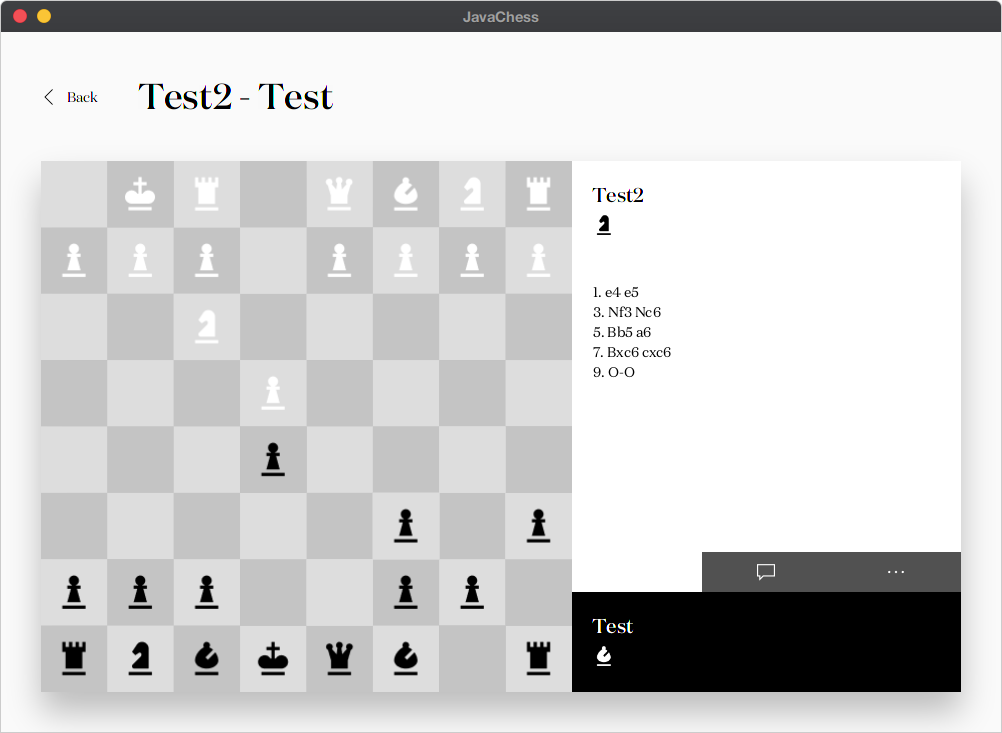 JavaChess
Back
Test2 - Test
Test2
1. e4 e5
3. Nf3 Nc6
5. Bb5 a6
7. Bxc6 cxc6
9. O-O
Test